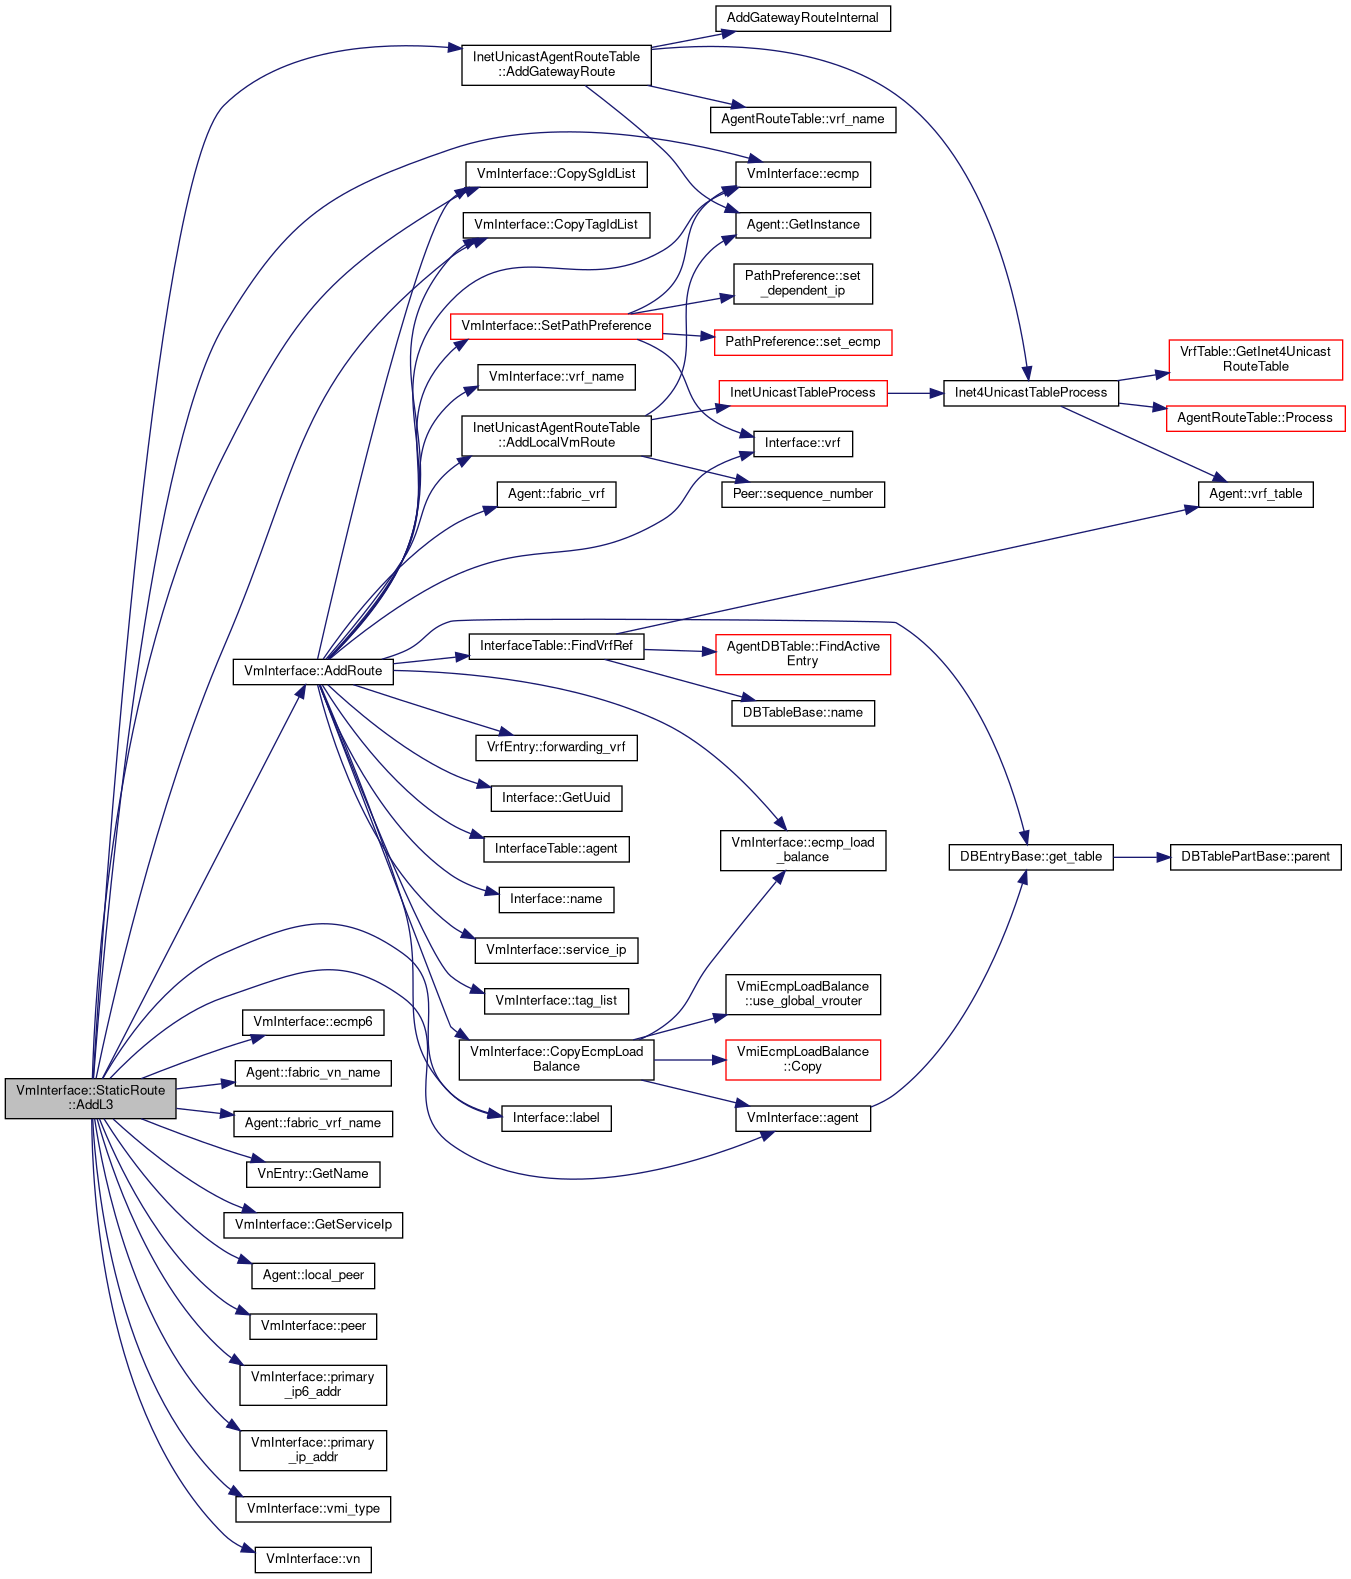 AddGatewayRouteInternal
InetUnicastAgentRouteTable
::AddGatewayRoute
AgentRouteTable::vrf_name
VmInterface::CopySgIdList
VmInterface::ecmp
VmInterface::CopyTagIdList
Agent::GetInstance
PathPreference::set
_dependent_ip
VmInterface::SetPathPreference
PathPreference::set_ecmp
VrfTable::GetInet4Unicast
RouteTable
VmInterface::vrf_name
InetUnicastTableProcess
Inet4UnicastTableProcess
AgentRouteTable::Process
InetUnicastAgentRouteTable
::AddLocalVmRoute
Interface::vrf
Agent::fabric_vrf
Peer::sequence_number
Agent::vrf_table
VmInterface::AddRoute
InterfaceTable::FindVrfRef
AgentDBTable::FindActive
Entry
DBTableBase::name
VrfEntry::forwarding_vrf
Interface::GetUuid
InterfaceTable::agent
VmInterface::ecmp_load
_balance
DBEntryBase::get_table
DBTablePartBase::parent
Interface::name
VmInterface::service_ip
VmInterface::tag_list
VmiEcmpLoadBalance
::use_global_vrouter
VmInterface::ecmp6
VmInterface::CopyEcmpLoad
Balance
VmiEcmpLoadBalance
::Copy
Agent::fabric_vn_name
VmInterface::StaticRoute
::AddL3
Agent::fabric_vrf_name
Interface::label
VmInterface::agent
VnEntry::GetName
VmInterface::GetServiceIp
Agent::local_peer
VmInterface::peer
VmInterface::primary
_ip6_addr
VmInterface::primary
_ip_addr
VmInterface::vmi_type
VmInterface::vn